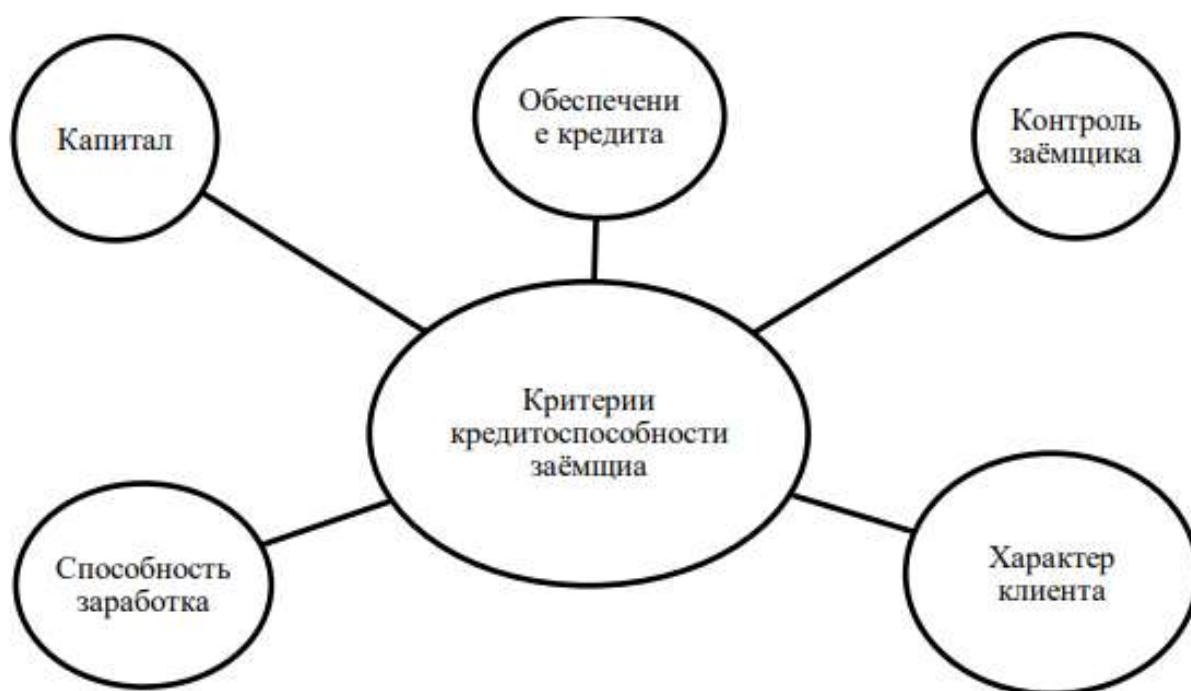 Капитал
Обеспечени
е кредита
Контроль
заёмщика
Критерии
кредитоспособности
заёмщиа
Способность
заработка
Характер
клиента